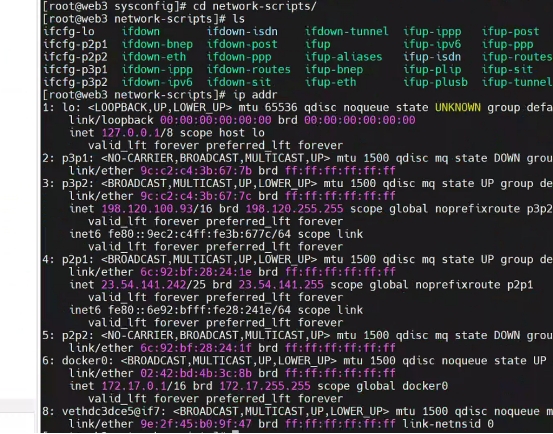 [root@web3 sysconfig]# cd network-scripts/
[root@web3 network-scripts]# ls
ifcfg-lo ifdown ifdown-isdn ifdown-tunnel ifup-ippp ifup-post
ifcfg-p2p1 ifdown-bnep ifdown-post ifup ifup-ipv6 ifup-ppp
ifcfg-p2p2 ifdown-eth ifdown-ppp ifup-aliases ifup-isdn ifup-routes
ifcfg-p3p1 ifdown-ippp ifdown-routes ifup-bnep ifup-plip ifup-sit
ifcfg-p3p2 ifdown-ipv6 ifdown-sit ifup-eth ifup-plusb ifup-tunnel
[root@web3 network-scripts]# ip addr
1: lo: <LOOPBACK,UP,LOWER_UP> mtu 65536 qdisc noqueue state UNKNOWN group defa
link/loopback 00:00:00:00:00:00 brd 00:00:00:00:00:00
inet 127.0.0.1/8 scope host lo
valid_lft forever preferred_lft forever
2: p3p1: <NO-CARRIER,BROADCAST,MULTICAST,UP> mtu 1500 qdisc mq state DOWN grou
link/ether 9c:c2:c4:3b:67:7b brd ff:ff:ff:ff:ff:ff
3: p3p2: <BROADCAST,MULTICAST,UP,LOWER_UP> mtu 1500 qdisc mq state UP group de
link/ether 9c:c2:c4:3b:67:7c brd ff:ff:ff:ff:ff:ff
inet 198.120.100.93/16 brd 198.120.255.255 scope global noprefixroute p3p2
valid_lft forever preferred_lft forever
inet6 fe80::9ec2:c4ff:fe3b:677c/64 scope link
valid_lft forever preferred_lft forever
4: p2p1: <BROADCAST,MULTICAST,UP,LOWER_UP> mtu 1500 qdisc mq state UP group de
link/ether 6c:92:bf:28:24:1e brd ff:ff:ff:ff:ff:ff
inet 23.54.141.242/25 brd 23.54.141.255 scope global noprefixroute p2p1
valid_lft forever preferred_lft forever
inet6 fe80::6e92:bfff:fe28:241e/64 scope link
valid_lft forever preferred_lft forever
5: p2p2: <NO-CARRIER,BROADCAST,MULTICAST,UP> mtu 1500 qdisc mq state DOWN grou
link/ether 6c:92:bf:28:24:1f brd ff:ff:ff:ff:ff:ff
6: docker0: <BROADCAST,MULTICAST,UP,LOWER_UP> mtu 1500 qdisc noqueue state UP
link/ether 02:42:bd:4b:3c:8b brd ff:ff:ff:ff:ff:ff
inet 172.17.0.1/16 brd 172.17.255.255 scope global docker0
valid_lft forever preferred_lft forever
8: vethdc3dce5@if7: <BROADCAST,MULTICAST,UP,LOWER_UP> mtu 1500 qdisc noqueue m
link/ether 9e:2f:45:b0:9f:47 brd ff:ff:ff:ff:ff:ff link-netnsid 0